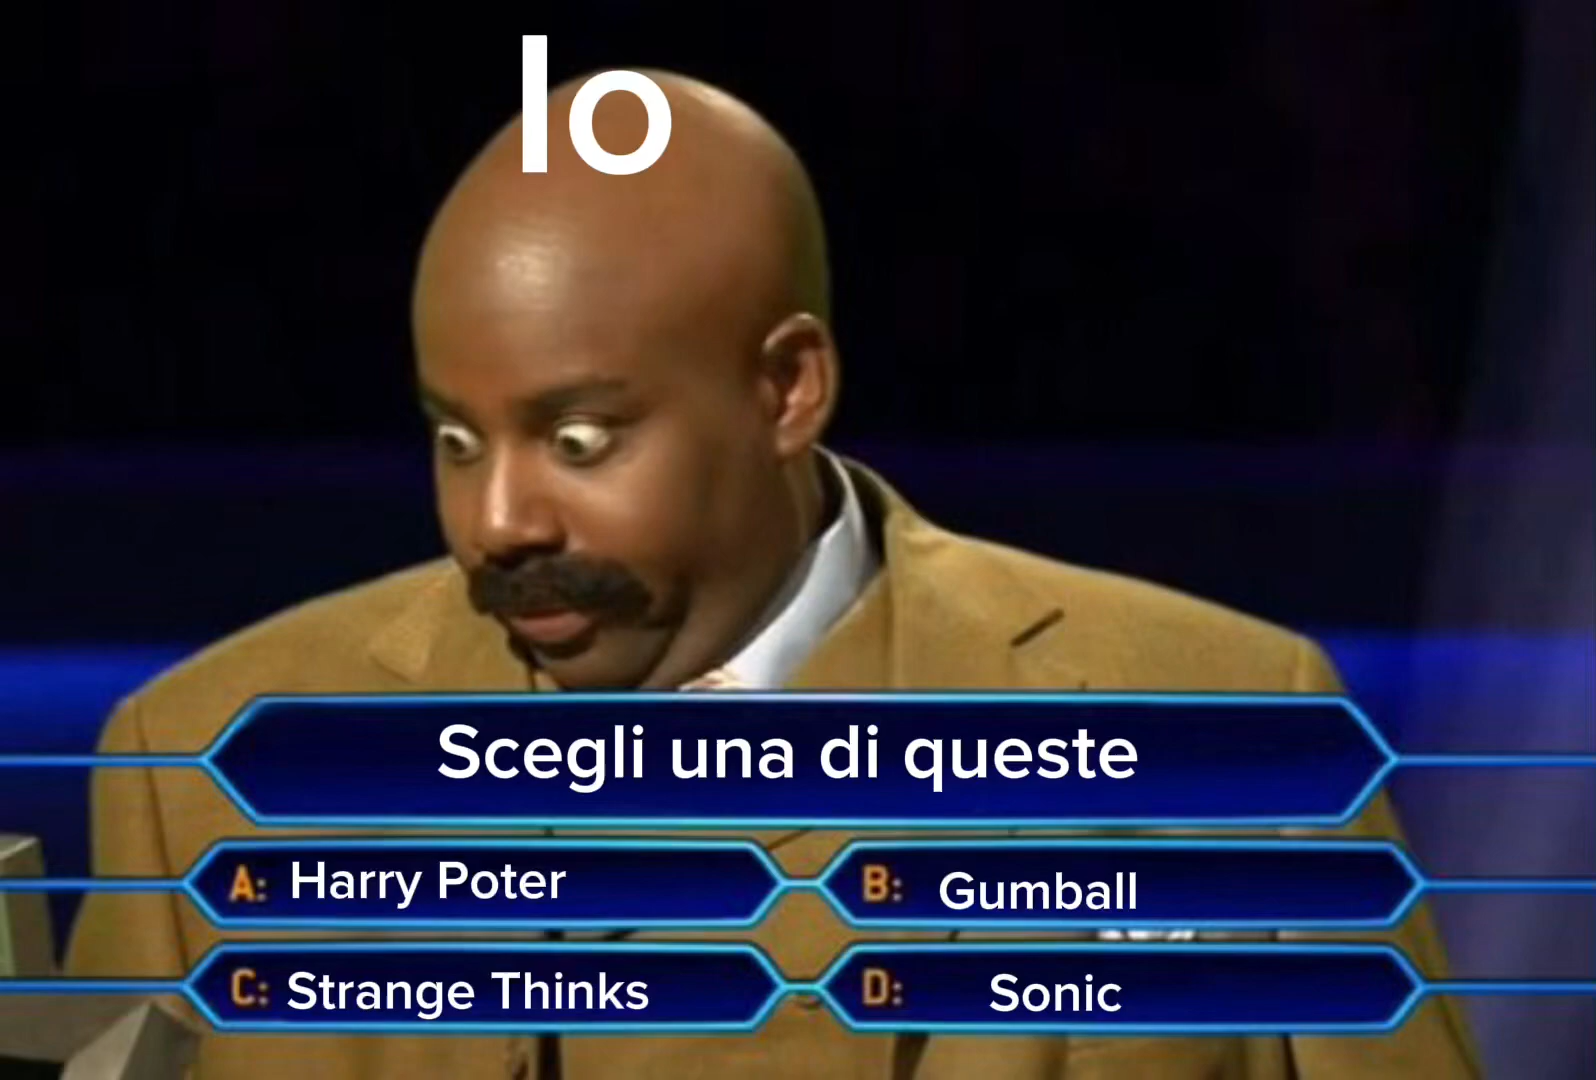 Io
Scegli una di queste
A: Harry Poter
B: Gumball
C: Strange Thinks
D: Sonic